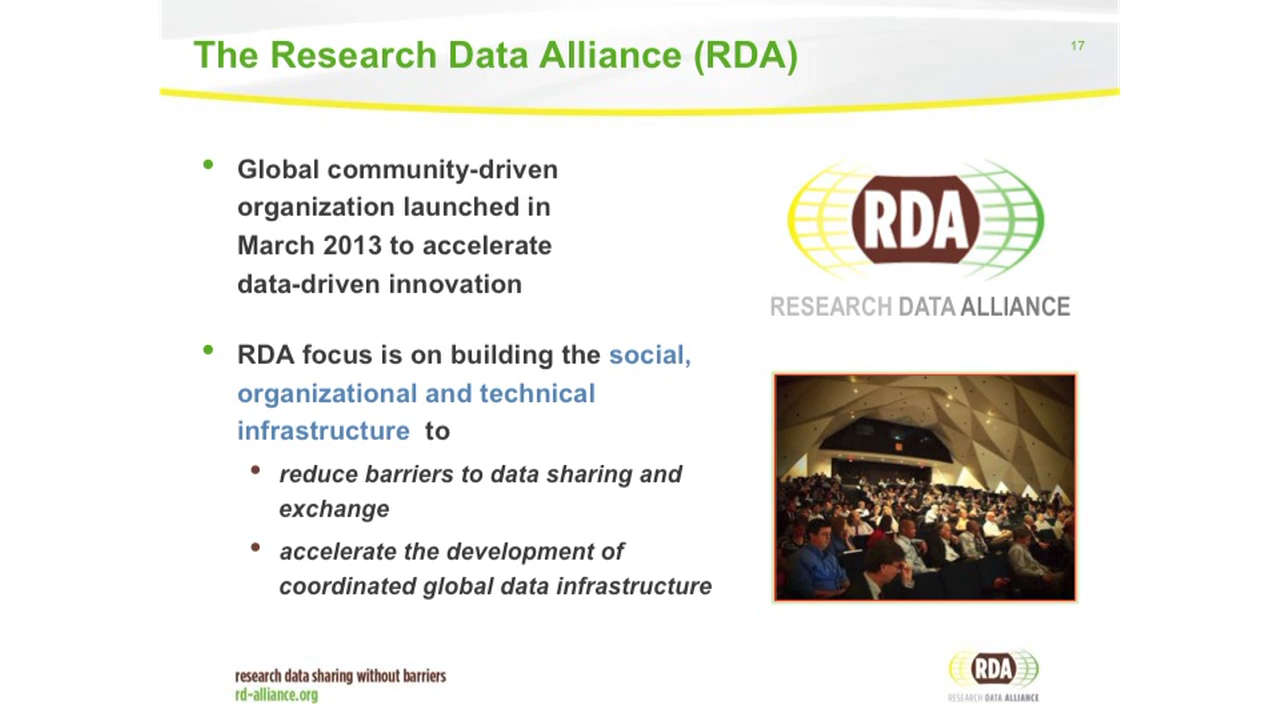 The Research Data Alliance (RDA)
17
Global community-driven
organization launched in
March 2013 to accelerate
data-driven innovation
RDA focus is on building the social,
organizational and technical
infrastructure to
reduce barriers to data sharing and
exchange
accelerate the development of
coordinated global data infrastructure
RDA
RESEARCH DATA ALLIANCE
research data sharing without barriers
rd-alliance.org
RDA
RESEARCH DATA ALLIANCE